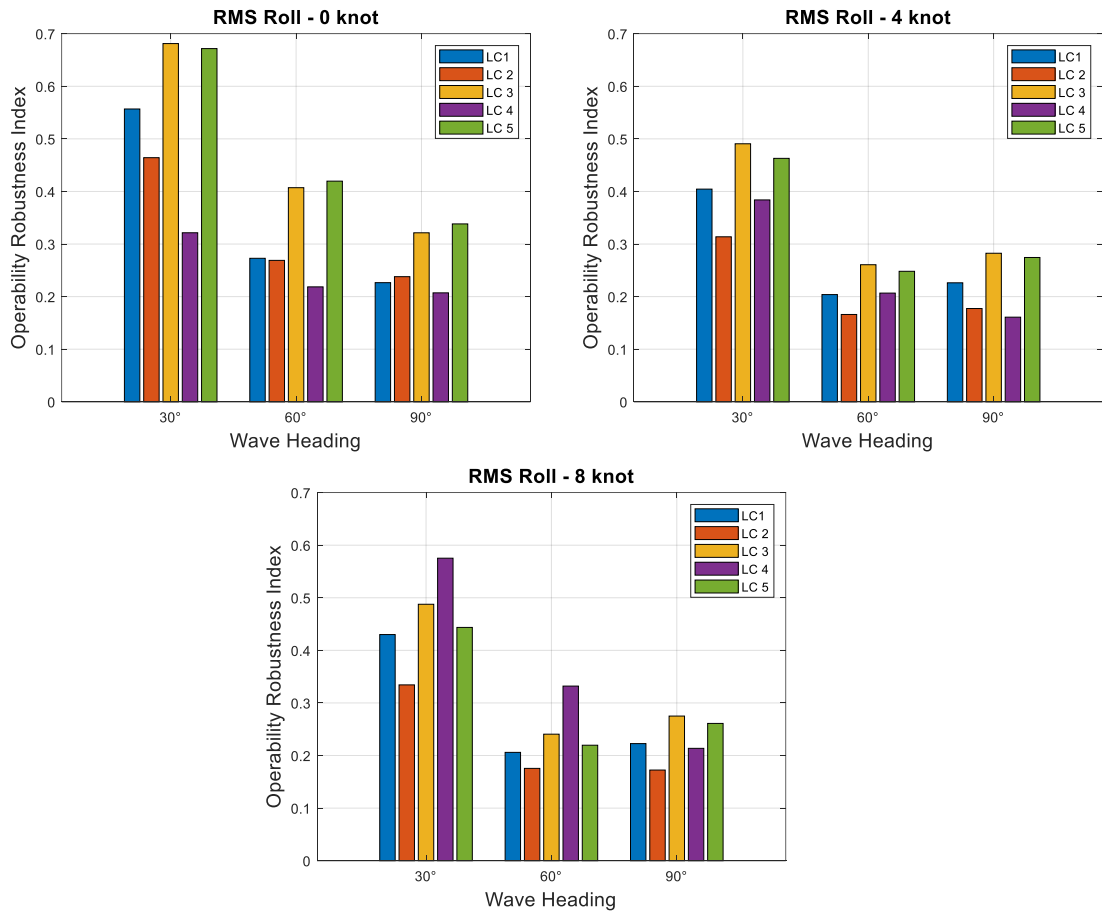 RMS Roll - 0 knot
Operability Robustness Index
0.7
0.6
0.5
0.4
0.3
0.2
0.1
0
30°
60°
90°
Wave Heading
LC1
LC 2
LC 3
LC 4
LC 5
RMS Roll - 4 knot
Operability Robustness Index
0.7
0.6
0.5
0.4
0.3
0.2
0.1
0
30°
60°
90°
Wave Heading
LC1
LC 2
LC 3
LC 4
LC 5
RMS Roll - 8 knot
Operability Robustness Index
0.7
0.6
0.5
0.4
0.3
0.2
0.1
0
30°
60°
90°
Wave Heading
LC1
LC 2
LC 3
LC 4
LC 5